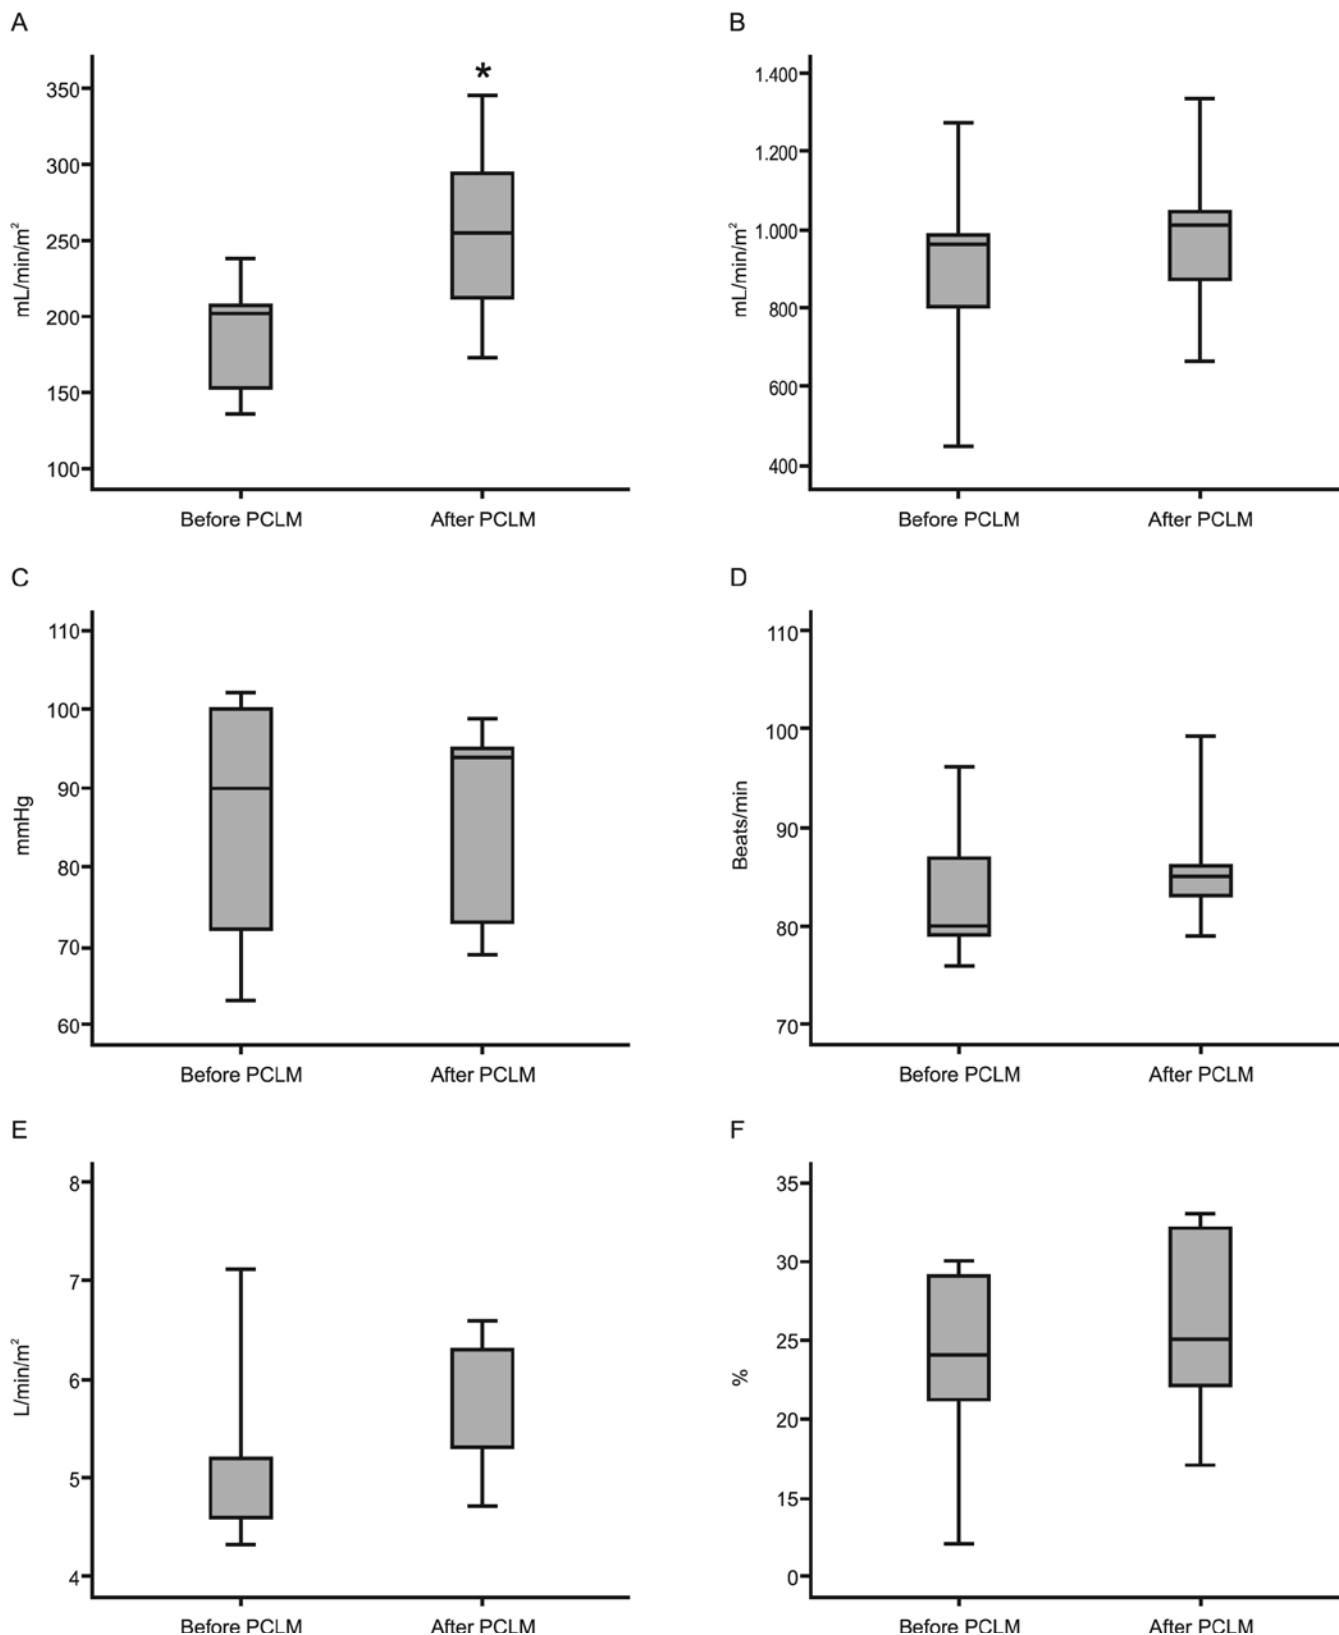 A
*
350
300
250
200
150
100
mL/min/m²
Before PCLM
After PCLM
B
1.400
1.200
1.000
800
600
400
mL/min/m²
Before PCLM
After PCLM
C
110
100
90
80
70
60
mmHg
Before PCLM
After PCLM
D
110
100
90
80
70
Beats/min
Before PCLM
After PCLM
E
8
7
6
5
4
L/min/m²
Before PCLM
After PCLM
F
35
30
25
20
15
0
%
Before PCLM
After PCLM